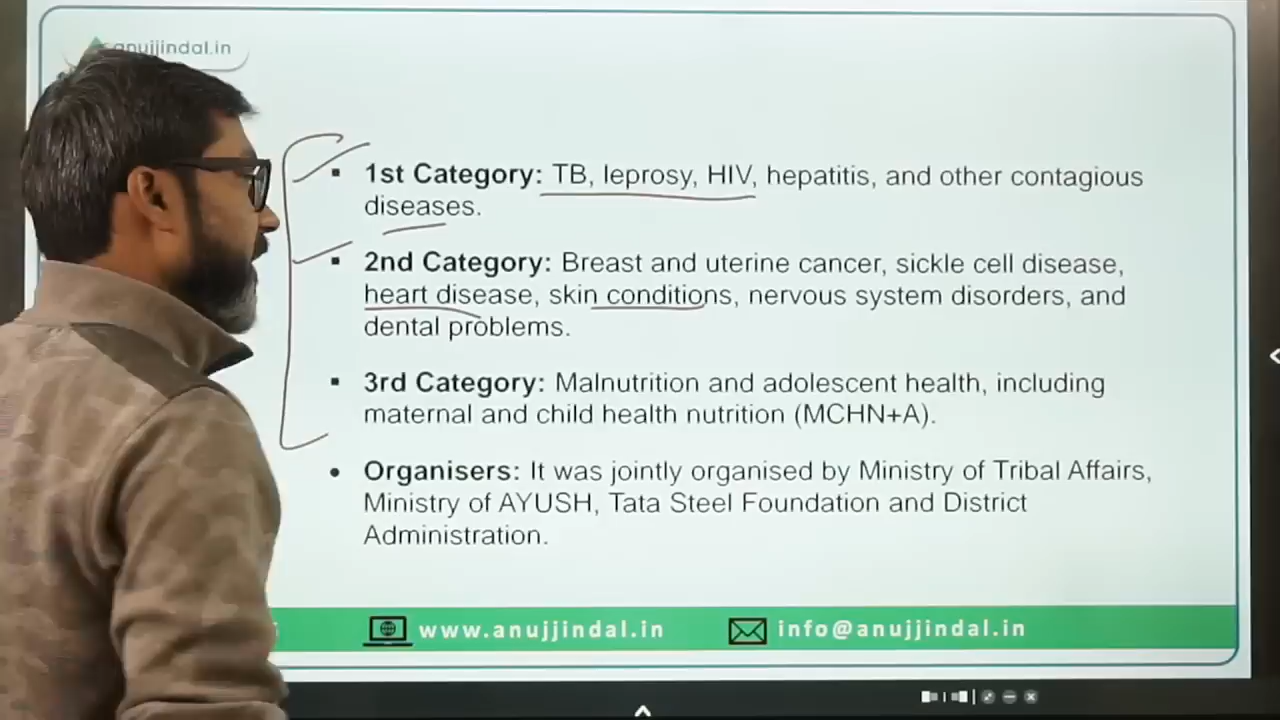 anujjindal.in
▪ 1st Category: TB, leprosy, HIV, hepatitis, and other contagious
diseases.
▪ 2nd Category: Breast and uterine cancer, sickle cell disease,
heart disease, skin conditions, nervous system disorders, and
dental problems.
▪ 3rd Category: Malnutrition and adolescent health, including
maternal and child health nutrition (MCHN+A).
• Organisers: It was jointly organised by Ministry of Tribal Affairs,
Ministry of AYUSH, Tata Steel Foundation and District
Administration.
www.anujjindal.in
info@anujjindal.in